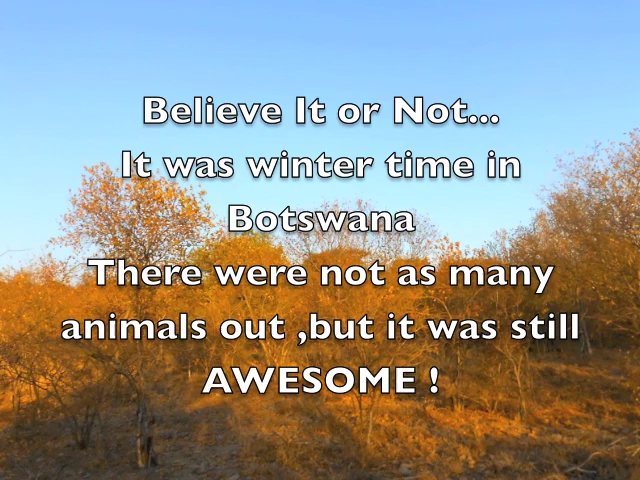 Believe It or Not...
It was winter time in
Botswana
There were not as many
animals out ,but it was still
AWESOME !